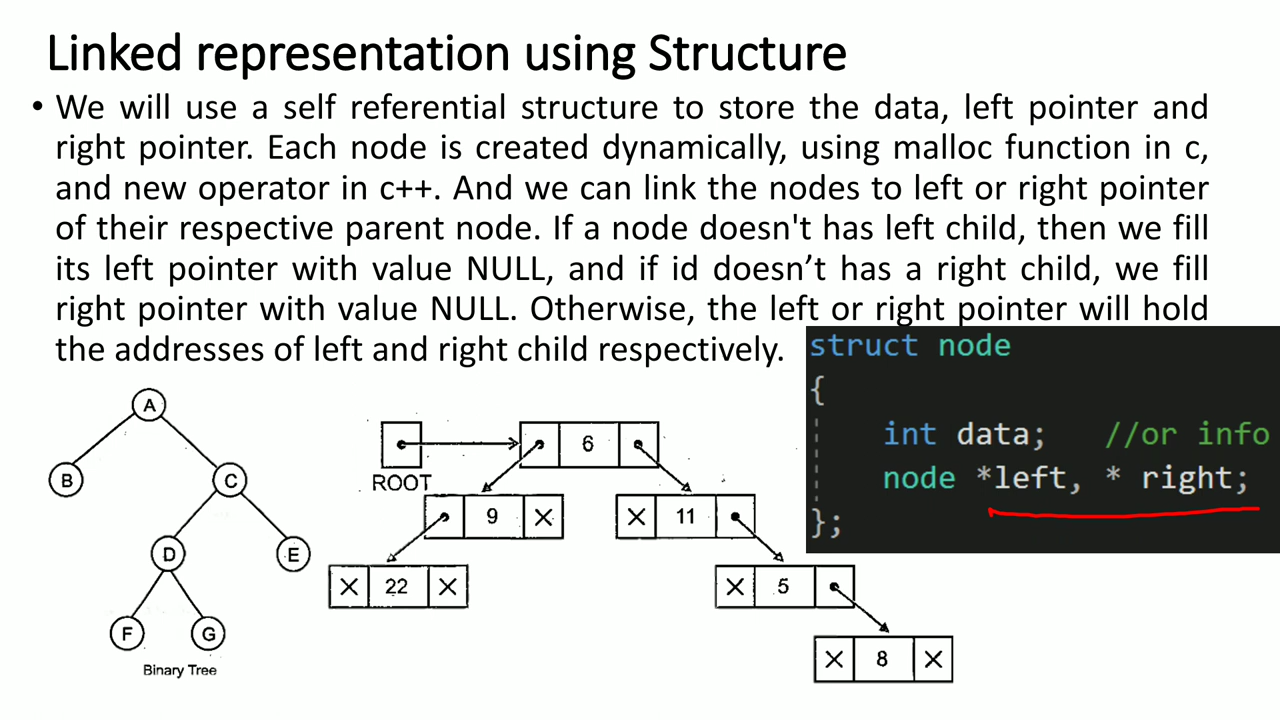 Linked representation using Structure
• We will use a self referential structure to store the data, left pointer and
right pointer. Each node is created dynamically, using malloc function in c,
and new operator in c++. And we can link the nodes to left or right pointer
of their respective parent node. If a node doesn't has left child, then we fill
its left pointer with value NULL, and if id doesn’t has a right child, we fill
right pointer with value NULL. Otherwise, the left or right pointer will hold
the addresses of left and right child respectively.
struct node
{
int data; //or info
node *left, * right;
};
A
B
C
D
E
F
G
Binary Tree
ROOT
6
9
11
22
5
8